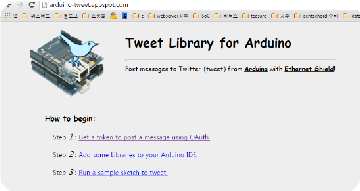 arduino-tweet.appspot.com
Tweet Library for Arduino
Post messages to Twitter (tweet) from Arduino with Ethernet Shield!
How to begin:
Step 1: Get a token to post a message using OAuth.
Step 2: Add some libraries to your Arduino IDE.
Step 3: Run a sample sketch to tweet.